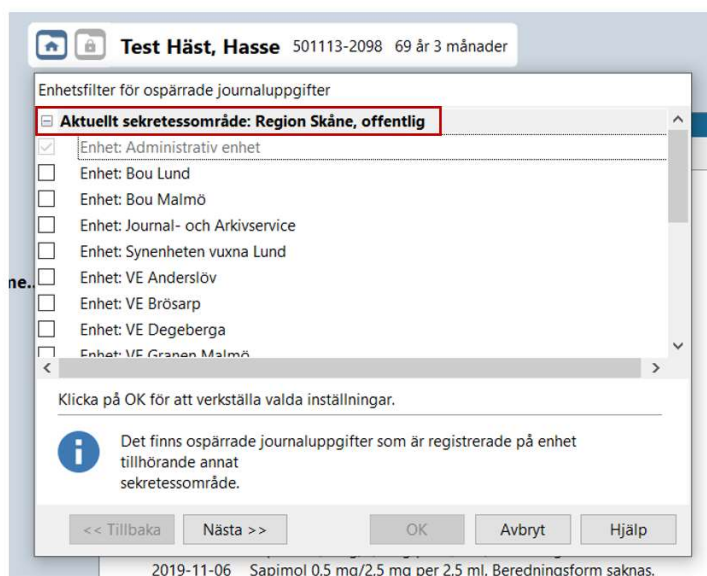 Test Häst, Hasse 501113-2098 69 år 3 månader
Enhetsfilter för ospärrade journaluppgifter
Aktuellt sekretessområde: Region Skåne, offentlig
Enhet: Administrativ enhet
Enhet: Bou Lund
Enhet: Bou Malmö
Enhet: Journal- och Arkivservice
Enhet: Synenheten vuxna Lund
Enhet: VE Anderslöv
Enhet: VE Brösarp
Enhet: VE Degeberga
Enhet: VE Granen Malmö
Klicka på OK för att verkställa valda inställningar.
Det finns ospärrade journaluppgifter som är registrerade på enhet
tillhörande annat
sekretessområde.
<< Tillbaka Nästa >> OK Avbryt Hjälp
2019-11-06 Sapimol 0,5 mg/2,5 mg per 2,5 ml. Beredningsform saknas.